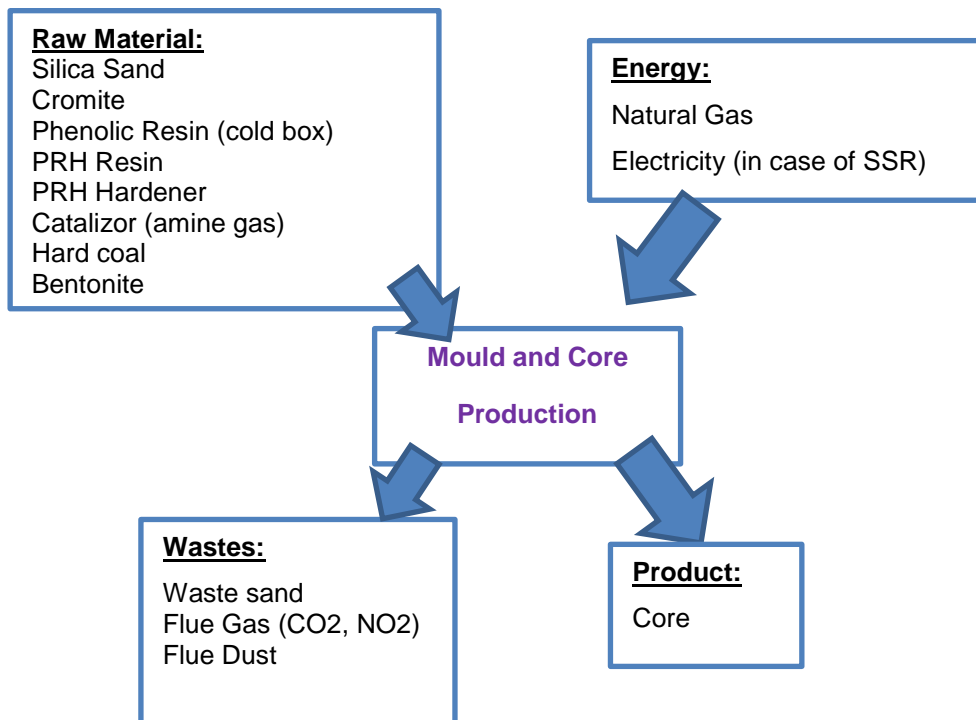 Raw Material:
Silica Sand
Cromite
Phenolic Resin (cold box)
PRH Resin
PRH Hardener
Catalizor (amine gas)
Hard coal
Bentonite
Energy:
Natural Gas
Electricity (in case of SSR)
Mould and Core
Production
Wastes:
Waste sand
Flue Gas (CO2, NO2)
Flue Dust
Product:
Core